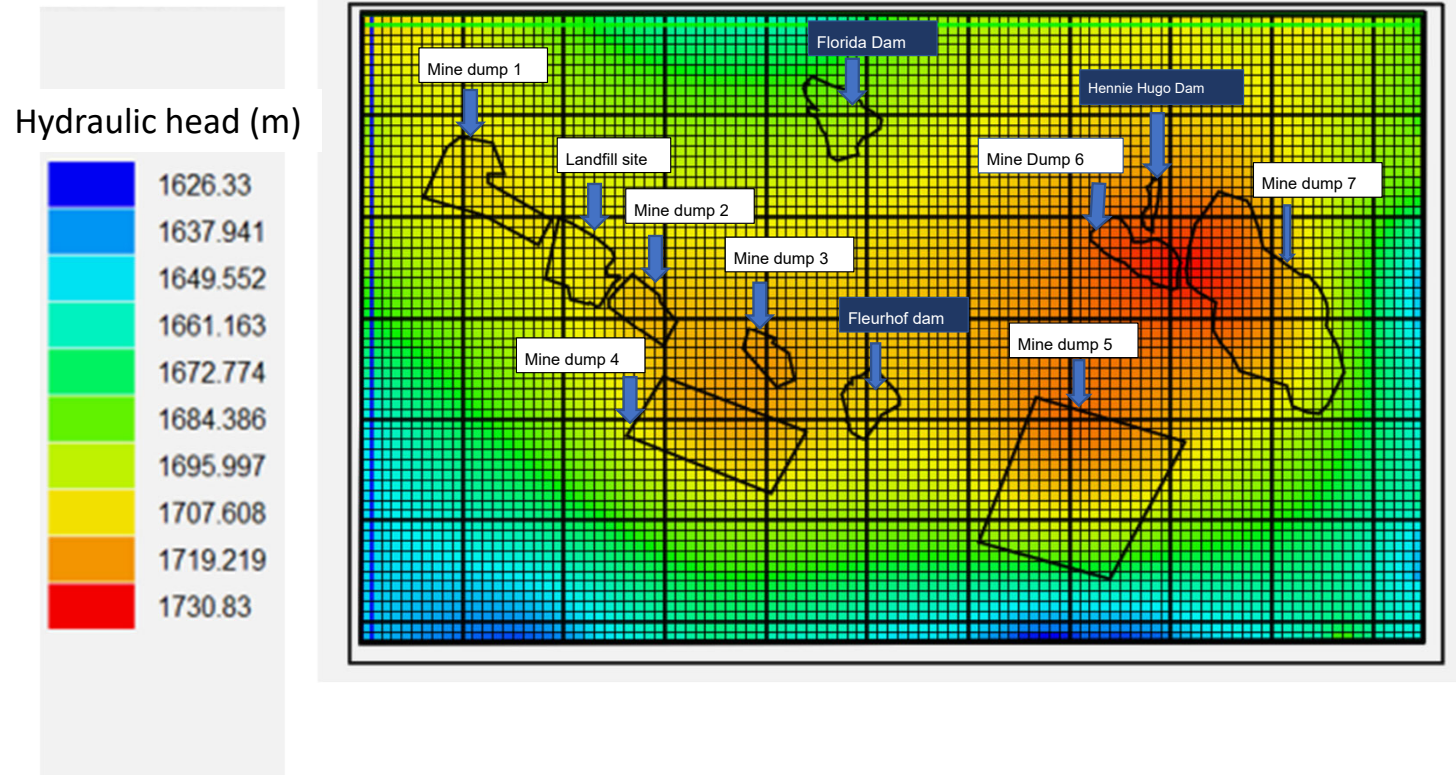 Hydraulic head (m)
1626.33
1637.941
1649.552
1661.163
1672.774
1684.386
1695.997
1707.608
1719.219
1730.83
Florida Dam
Mine dump 1
Hennie Hugo Dam
Landfill site
Mine Dump 6
Mine dump 7
Mine dump 2
Mine dump 3
Fleurhof dam
Mine dump 4
Mine dump 5